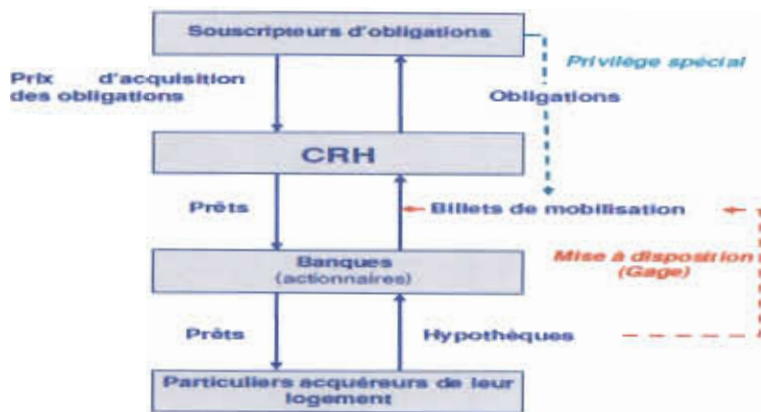 Souscripteurs d'obligations
Privilège spécial
Prix d'acquisition
des obligations
Obligations
CRH
Prêts
Billets de mobilisation
Banques
(actionnaires)
Mise à disposition
(Gage)
Prêts
Hypothèques
Particuliers acquéreurs de leur
logement